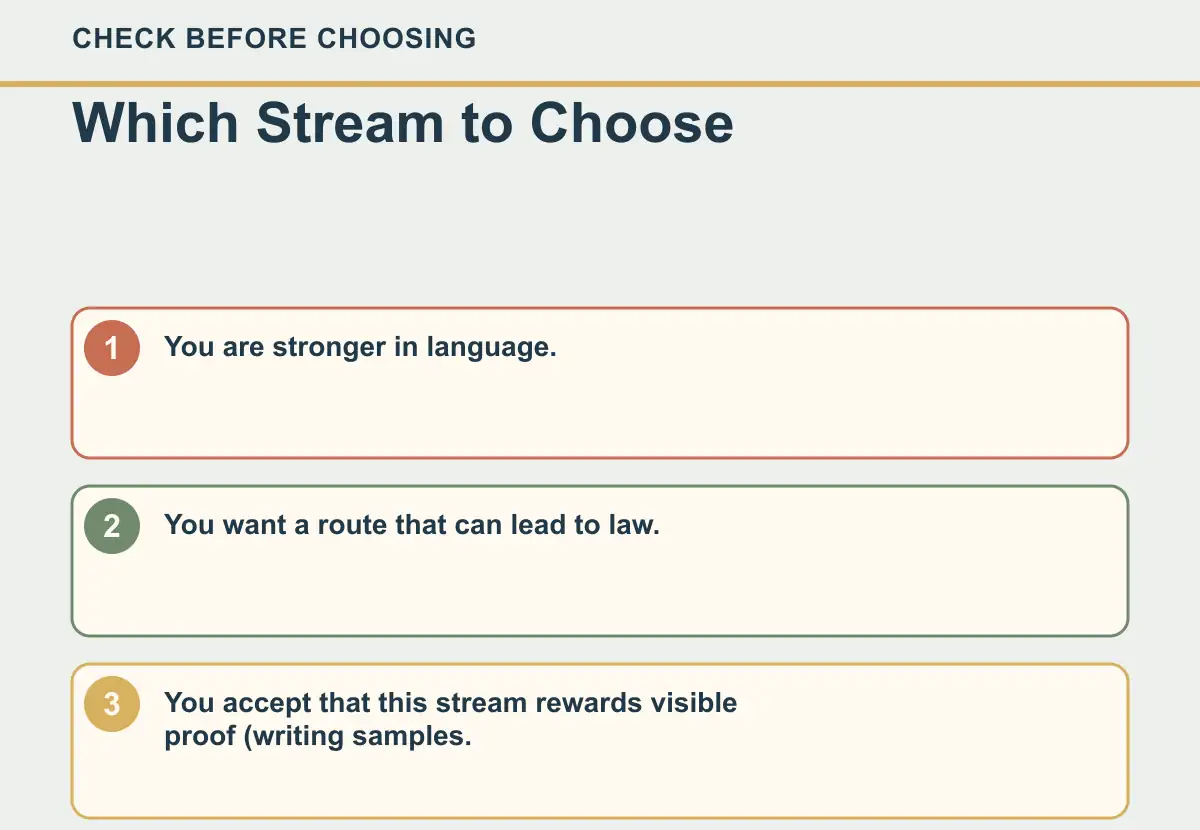 CHECK BEFORE CHOOSING
Which Stream to Choose
1
You are stronger in language.
2
You want a route that can lead to law.
3
You accept that this stream rewards visible
proof (writing samples.